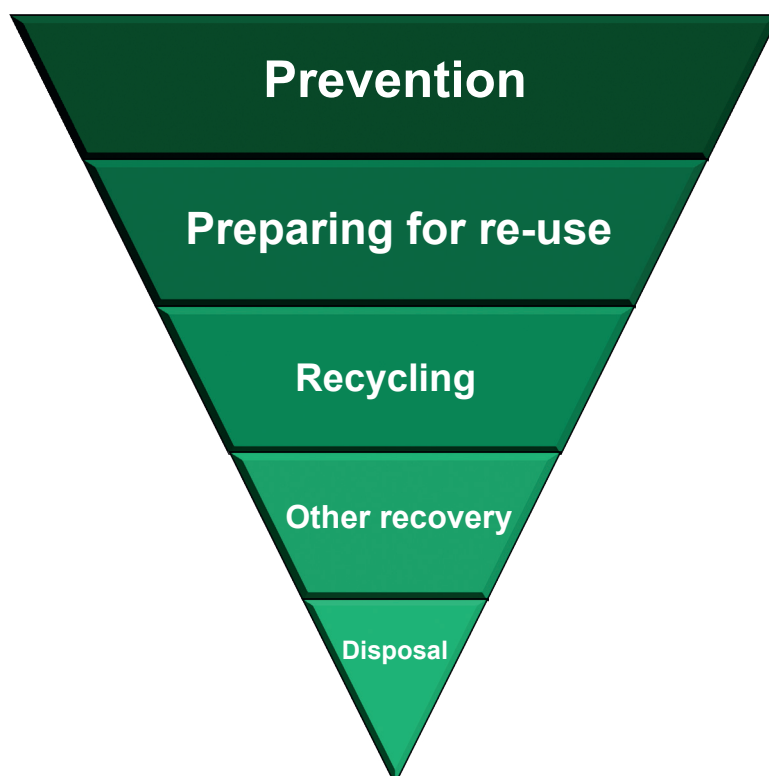 Prevention
Preparing for re-use
Recycling
Other recovery
Disposal